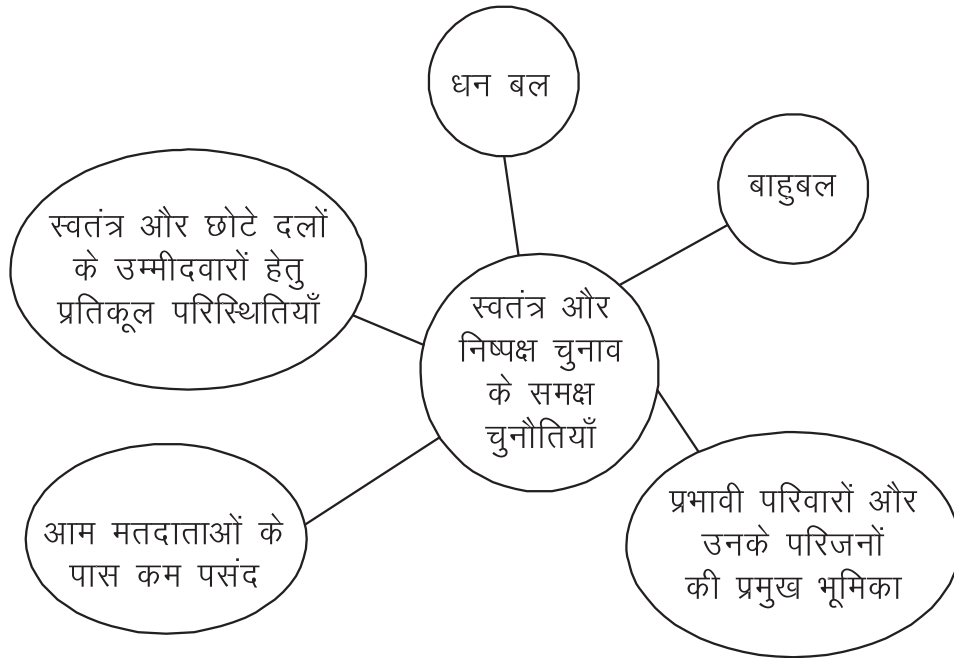 धन बल
बाहुबल
स्वतंत्र और छोटे दलों
के उम्मीदवारों हेतु
प्रतिकूल परिस्थितियाँ
स्वतंत्र और
निष्पक्ष चुनाव
के समक्ष
चुनौतियाँ
आम मतदाताओं के
पास कम पसंद
प्रभावी परिवारों और
उनके परिजनों
की प्रमुख भूमिका